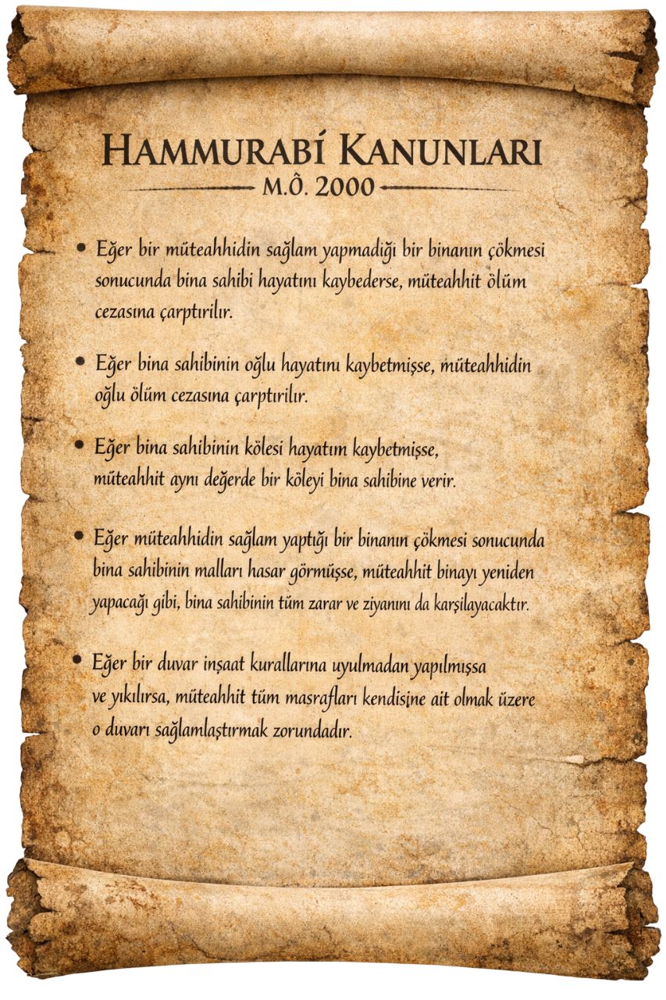 HAMMURABÍ KANUNLARI
M.Ô. 2000
• Eğer bir müteahhidin sağlam yapmadiği bir binanın çökmesi
sonucunda bina sahibi hayatını kaybederse, müteahhit ölüm
cezasına çarptırılır.
• Eğer bina sahibinin oğlu hayatını kaybetmişse, müteahhidin
oğlu ölüm cezasına çarptırılır.
• Eğer bina sahibinin kölesi hayatım kaybetmişse,
müteahhit aynı değerde bir köleyi bina sahibine verir.
• Eğer müteahhidin sağlam yaptığı bir binanın çökmesi sonucunda
bina sahibinin malları hasar görmüşse, müteahhit binayı yeniden
yapacağı gibi, bina sahibinin tüm zarar ve ziyanını da karşilayacaktır.
• Eğer bir duvar inşaat kurallarına uyulmadan yapılmışsa
ve yıkılırsa, müteahhit tüm masrafları kendisine ait olmak üzere
o duvarı sağlamlaştırmak zorundadır.